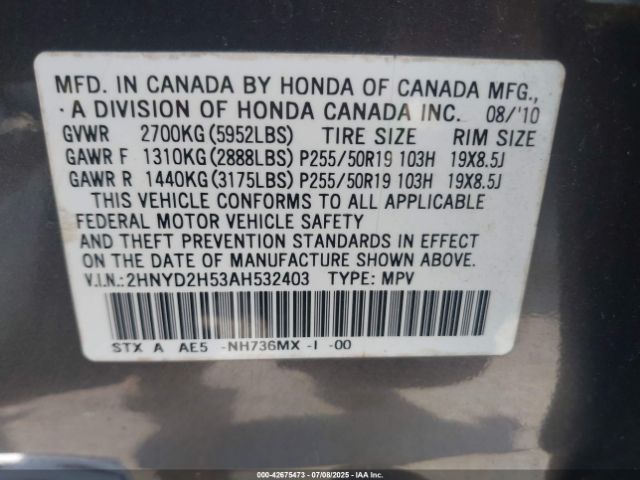 MFD. IN CANADA BY HONDA OF CANADA MFG.,
A DIVISION OF HONDA CANADA INC. 08/'10
GVWR 2700KG(5952LBS) TIRE SIZE RIM SIZE
GAWR F 1310KG(2888LBS) P255/50R19 103H 19X8.5J
GAWR R 1440KG(3175LBS) P255/50R19 103H 19X8.5J
THIS VEHICLE CONFORMS TO ALL APPLICABLE
FEDERAL MOTOR VEHICLE SAFETY
AND THEFT PREVENTION STANDARDS IN EFFECT
ON THE DATE OF MANUFACTURE SHOWN ABOVE.
V.I.N.:2HNYD2H53AH532403 TYPE: MPV
STX A AE5 -NH736MX -I -00
000-42675473 - 07/08/2025 - IAAI.com